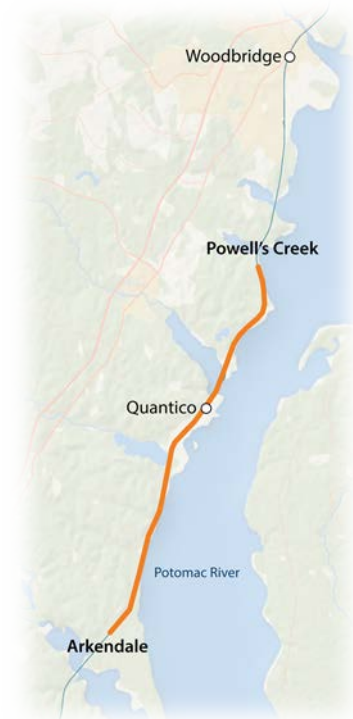 Woodbridge
Powell's Creek
Quantico
Potomac River
Arkendale